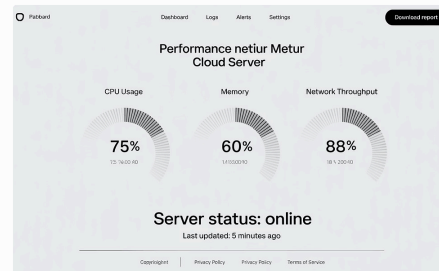 Pabbard
Dashboard Logs Alerts Settings
Download report
Performance netiur Metur
Cloud Server
CPU Usage Memory Network Throughput
75% 60% 88%
Server status: online
Last updated: 5 minutes ago
Privacy Policy Privacy Policy Terms of Service